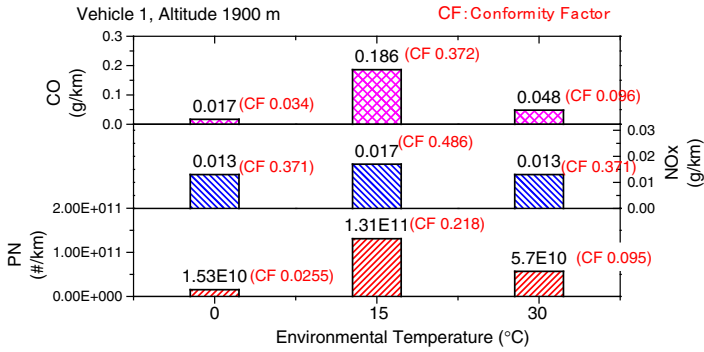 Vehicle 1, Altitude 1900 m
CF:Conformity Factor
CO
(g/km)
0.3
0.2
0.1
0.0
0.017 (CF 0.034)
0.186 (CF 0.372)
0.048 (CF 0.096)
0.013 (CF 0.371)
0.017 (CF 0.486)
0.013 (CF 0.371)
NOx
(g/km)
0.03
0.02
0.01
0.00
PN
(#/km)
2.00E+011
1.00E+011
0.00E+000
1.53E10 (CF 0.0255)
1.31E11 (CF 0.218)
5.7E10 (CF 0.095)
0 15 30
Environmental Temperature (°C)